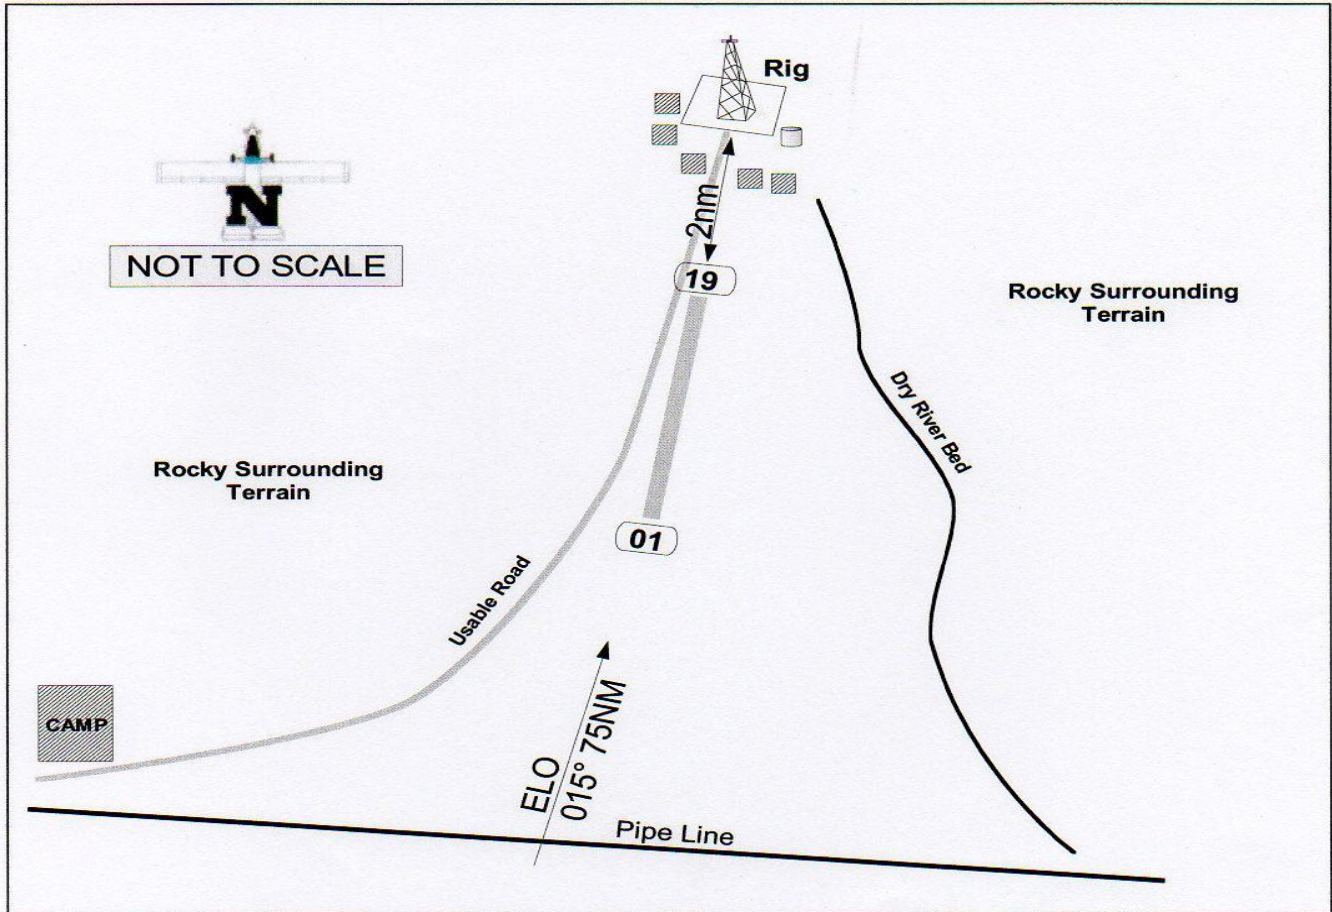 Rig
N
NOT TO SCALE
2nm
19
Rocky Surrounding
Terrain
Dry River Bed
Rocky Surrounding
Terrain
01
Usable Road
CAMP
ELO
015° 75NM
Pipe Line